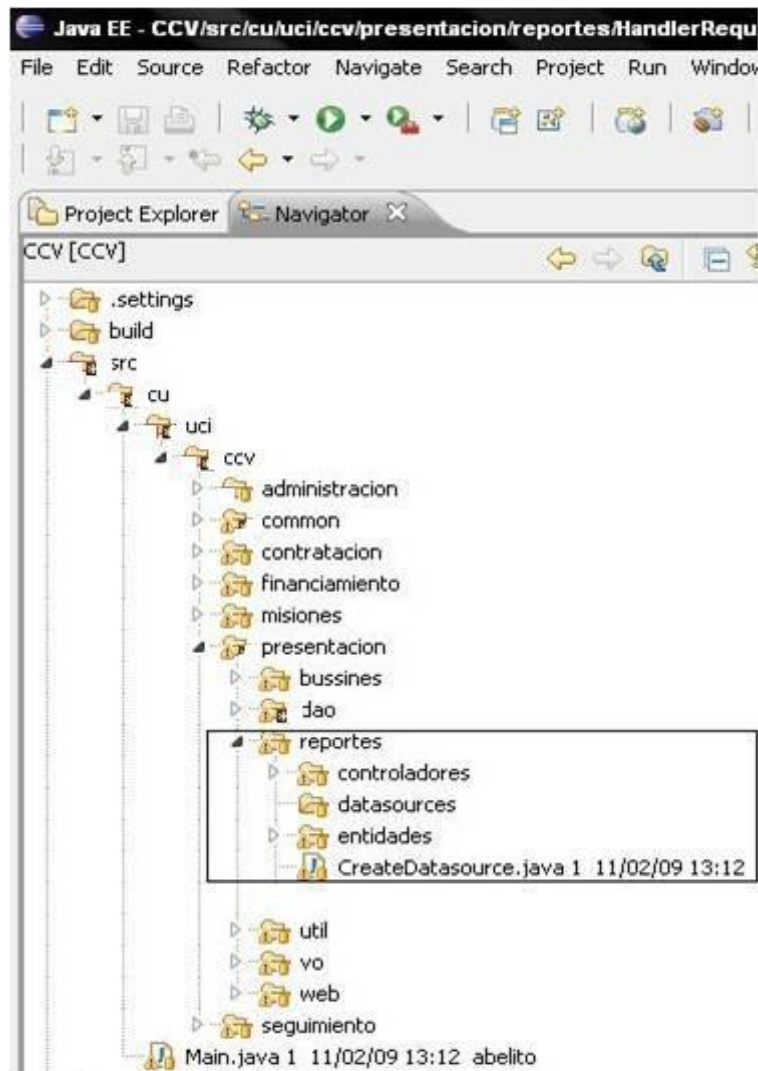 Java EE - CCV/src/cu/uci/ccv/presentacion/reportes/HandlerRequ
File Edit Source Refactor Navigate Search Project Run Window
Project Explorer Navigator
CCV [CCV]
.settings
build
src
cu
uci
ccv
administracion
common
contratacion
financiamiento
misiones
presentacion
bussines
dao
reportes
controladores
datasources
entidades
CreateDatasource.java 1 11/02/09 13:12
util
vo
web
seguimiento
Main.java 1 11/02/09 13:12 abelito